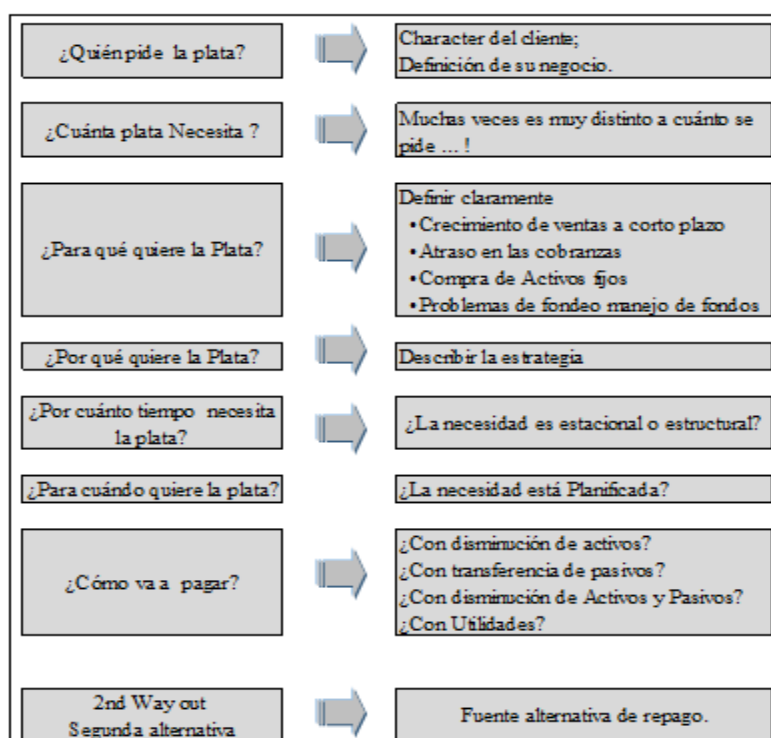 ¿Quién pide la plata?
Character del cliente;
Definición de su negocio.
¿Cuánta plata Necesita ?
Muchas veces es muy distinto a cuánto se
pide ... !
¿Para qué quiere la Plata?
Definir claramente
•Crecimiento de ventas a corto plazo
•Atraso en las cobranzas
•Compra de Activos fijos
•Problemas de fondeo manejo de fondos
¿Por qué quiere la Plata?
Describir la estrategia
¿Por cuánto tiempo necesita
la plata?
¿La necesidad es estacional o estructural?
¿Para cuándo quiere la plata?
¿La necesidad está Planificada?
¿Cómo va a pagar?
¿Con disminución de activos?
¿Con transferencia de pasivos?
¿Con disminución de Activos y Pasivos?
¿Con Utilidades?
2nd Way out
Segunda alternativa
Fuente alternativa de repago.